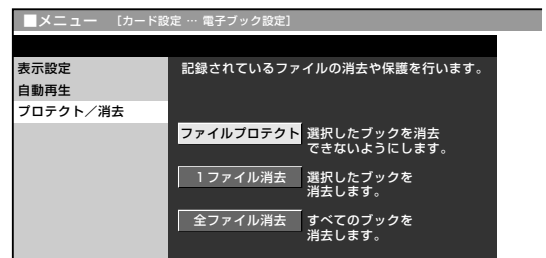 ■メニュー [カード設定 … 電子ブック設定]
表示設定
自動再生
プロテクト／消去
記録されているファイルの消去や保護を行います。
ファイルプロテクト 選択したブックを消去
できないようにします。
１ファイル消去 選択したブックを
消去します。
全ファイル消去 すべてのブックを
消去します。